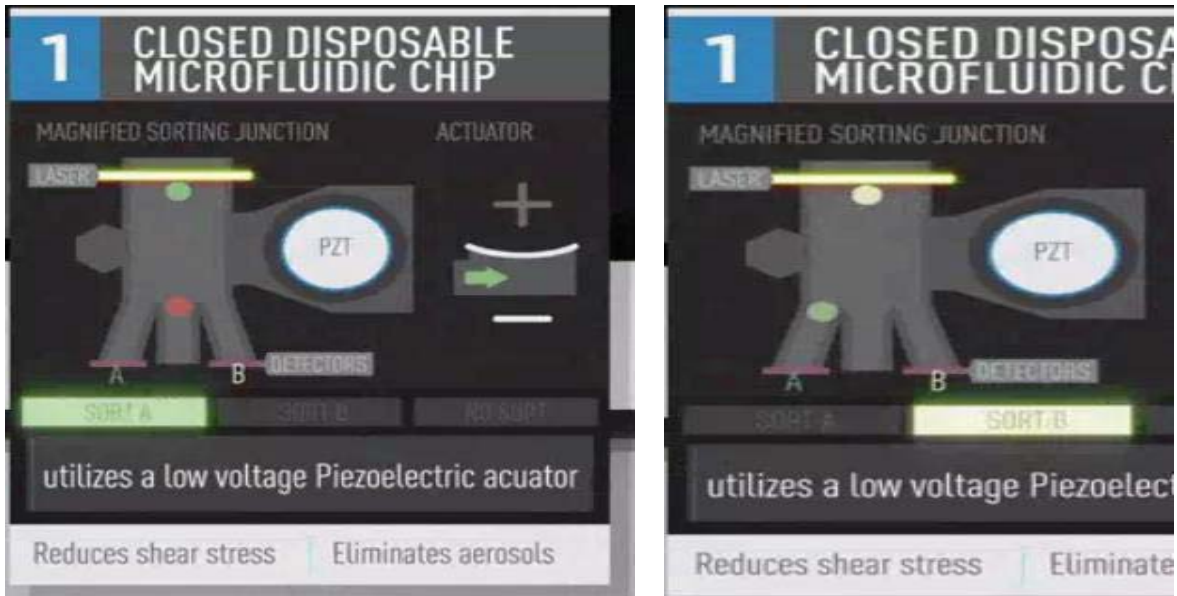 1
CLOSED DISPOSABLE
MICROFLUIDIC CHIP
MAGNIFIED SORTING JUNCTION
ACTUATOR
LASER
PZT
A
B
DETECTORS
SORT A
SORT B
NO SORT
utilizes a low voltage Piezoelectric acuator
Reduces shear stress
Eliminates aerosols
1
CLOSED DISPOSA
MICROFLUIDIC C
MAGNIFIED SORTING JUNCTION
LASER
PZT
A
B
DETECTORS
SORT A
SORT B
utilizes a low voltage Piezoelect
Reduces shear stress
Eliminate